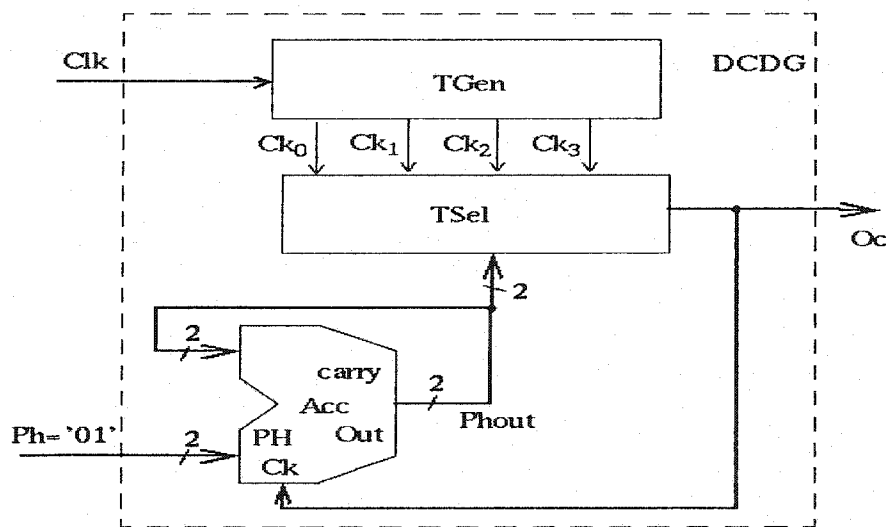 Clk
TGen
DCDG
Ck0 Ck1 Ck2 Ck3
TSel
Oc
2
2
carry
2
Acc
Phout
Ph='01'
2
PH
Out
Ck